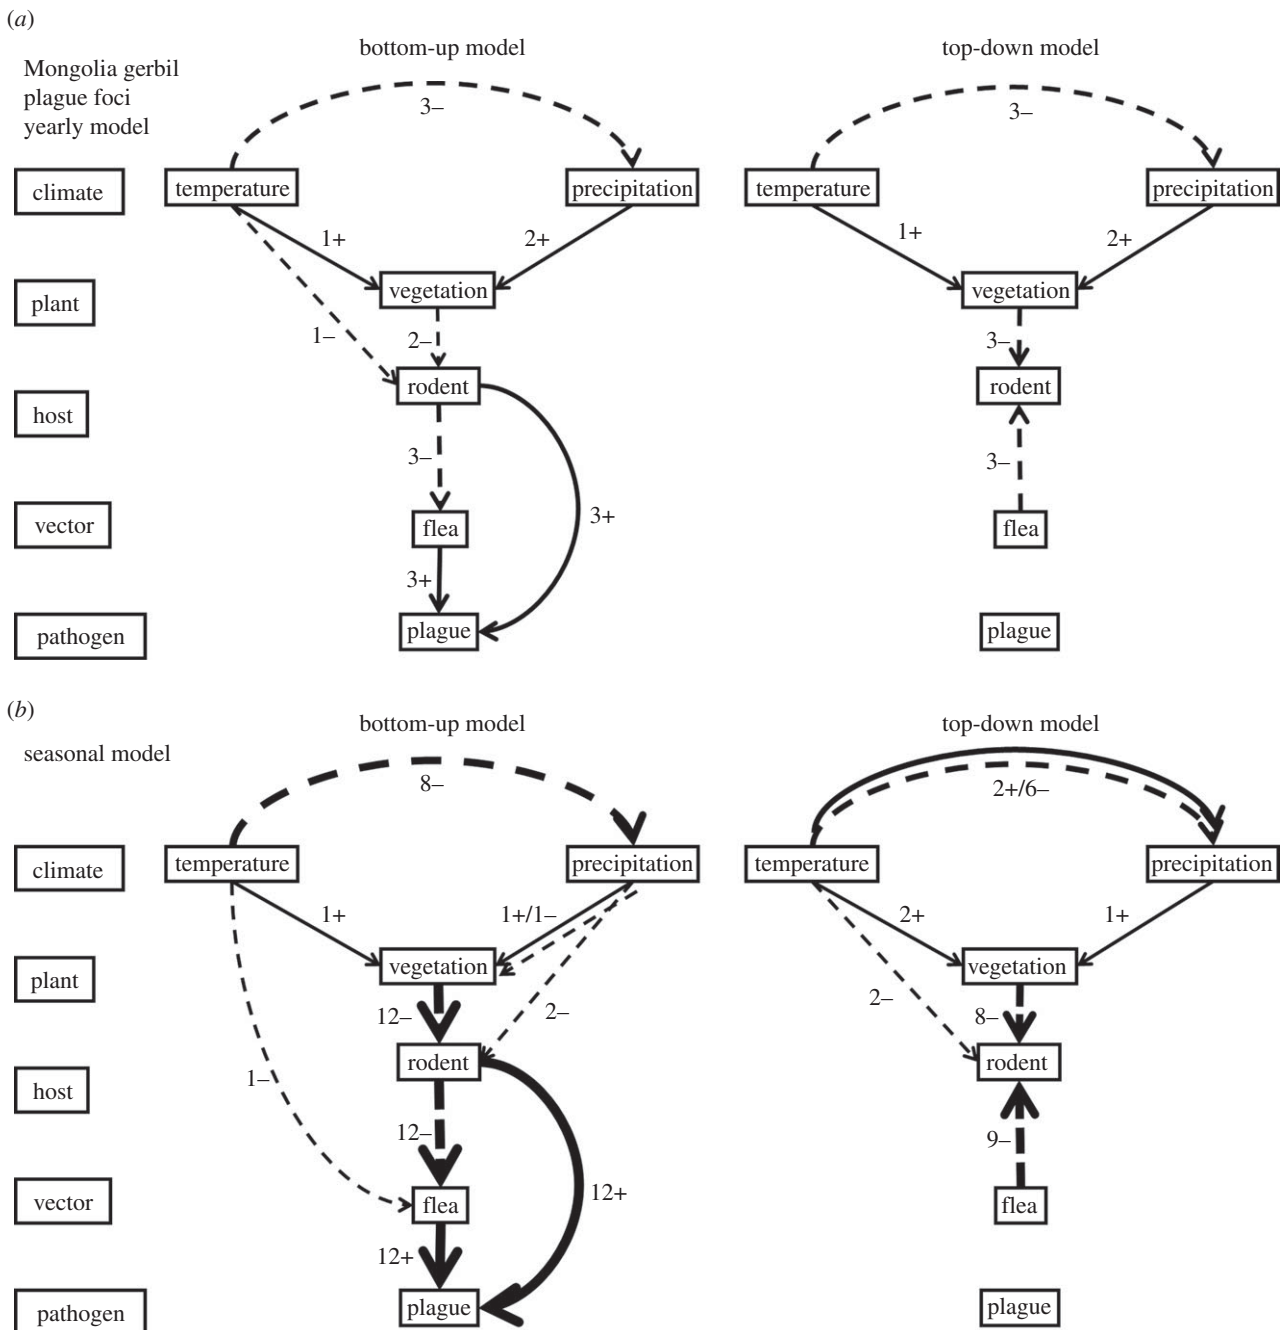 (a)
bottom-up model
top-down model
Mongolia gerbil
plague foci
yearly model
3–
3–
climate
temperature
precipitation
temperature
precipitation
1+
2+
1+
2+
plant
vegetation
vegetation
1–
2–
3–
rodent
rodent
host
3–
3–
vector
flea
3+
flea
3+
pathogen
plague
plague
(b)
bottom-up model
top-down model
seasonal model
8–
2+/6–
climate
temperature
precipitation
temperature
precipitation
1+
1+/1–
2+
1+
plant
vegetation
vegetation
12–
2–
2–
8–
rodent
rodent
host
1–
12–
9–
vector
flea
12+
flea
12+
pathogen
plague
plague